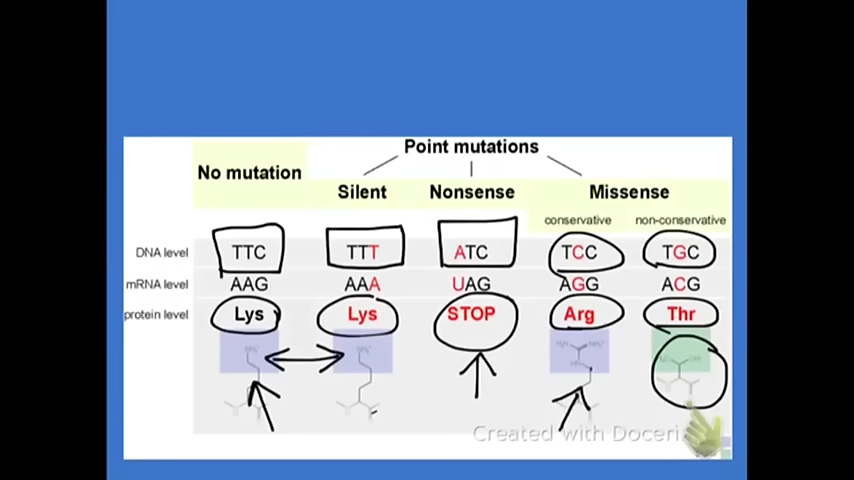 Point mutations
No mutation
Silent Nonsense Missense
conservative non-conservative
DNA level TTC TTT ATC TCC TGC
mRNA level AAG AAA UAG AGG ACG
protein level Lys Lys STOP Arg Thr
Created with Doceri